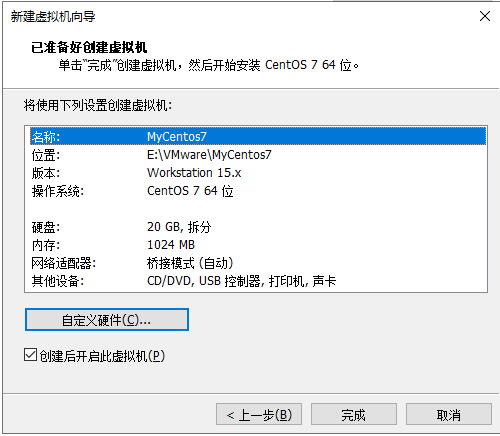 新建虚拟机向导
已准备好创建虚拟机
单击“完成”创建虚拟机，然后开始安装 CentOS 7 64 位。
将使用下列设置创建虚拟机:
名称: MyCentos7
位置: E:\VMware\MyCentos7
版本: Workstation 15.x
操作系统: CentOS 7 64 位
硬盘: 20 GB, 拆分
内存: 1024 MB
网络适配器: 桥接模式 (自动)
其他设备: CD/DVD, USB 控制器, 打印机, 声卡
自定义硬件(C)...
创建后开启此虚拟机(P)
< 上一步(B) 完成 取消